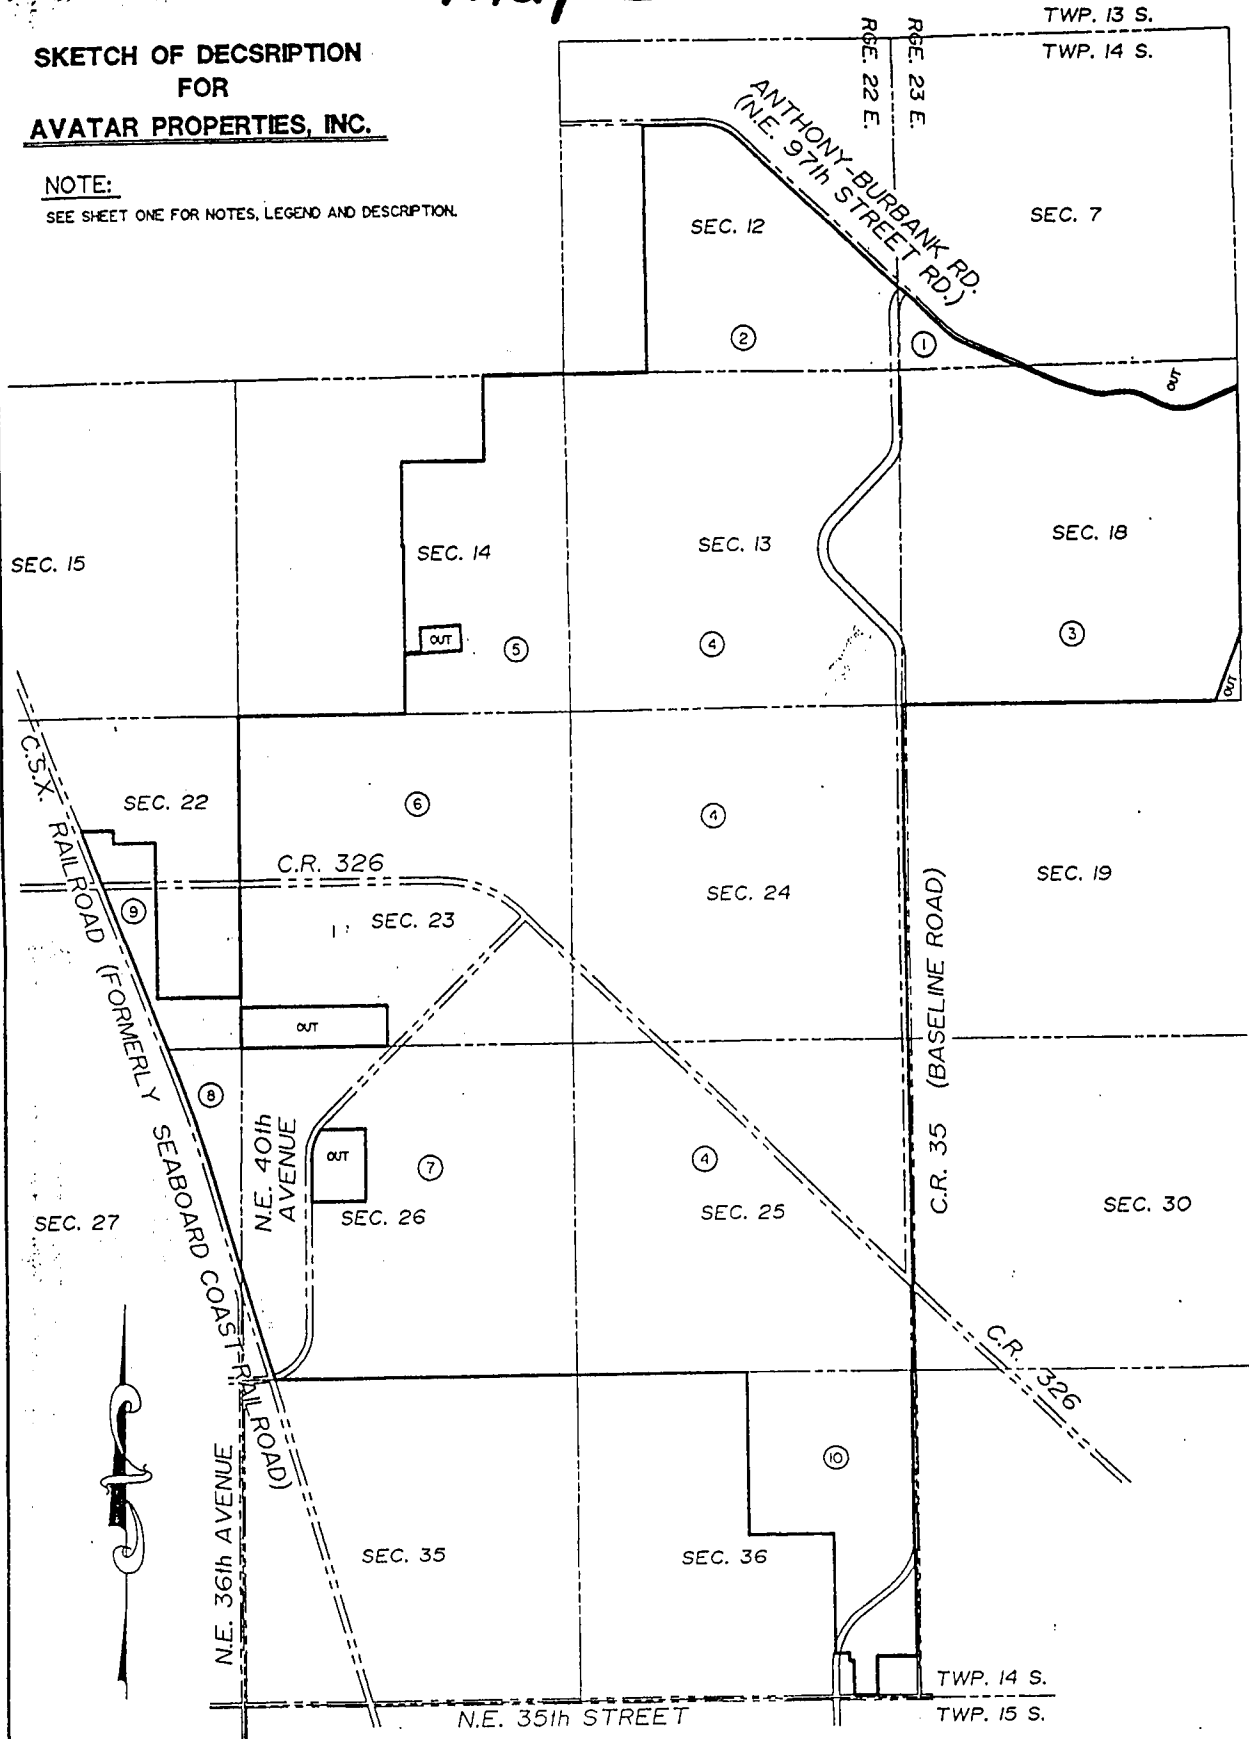 TWP. 13 S.
TWP. 14 S.
RGE. 22 E.
RGE. 23 E.
SKETCH OF DECSRIPTION
FOR
AVATAR PROPERTIES, INC.
NOTE:
SEE SHEET ONE FOR NOTES, LEGEND AND DESCRIPTION.
ANTHONY-BURBANK RD.
(N.E. 97th STREET RD.)
SEC. 12
SEC. 7
2
1
OUT
SEC. 15
SEC. 14
SEC. 13
SEC. 18
OUT
5
4
3
OUT
C.S.X. RAILROAD (FORMERLY SEABOARD COAST RAILROAD)
SEC. 22
6
4
C.R. 326
SEC. 24
SEC. 19
9
SEC. 23
C.R. 35 (BASELINE ROAD)
OUT
8
N.E. 40th
AVENUE
OUT
7
4
SEC. 27
SEC. 26
SEC. 25
SEC. 30
C.R. 326
10
N.E. 36th AVENUE
SEC. 35
SEC. 36
TWP. 14 S.
N.E. 35th STREET
TWP. 15 S.